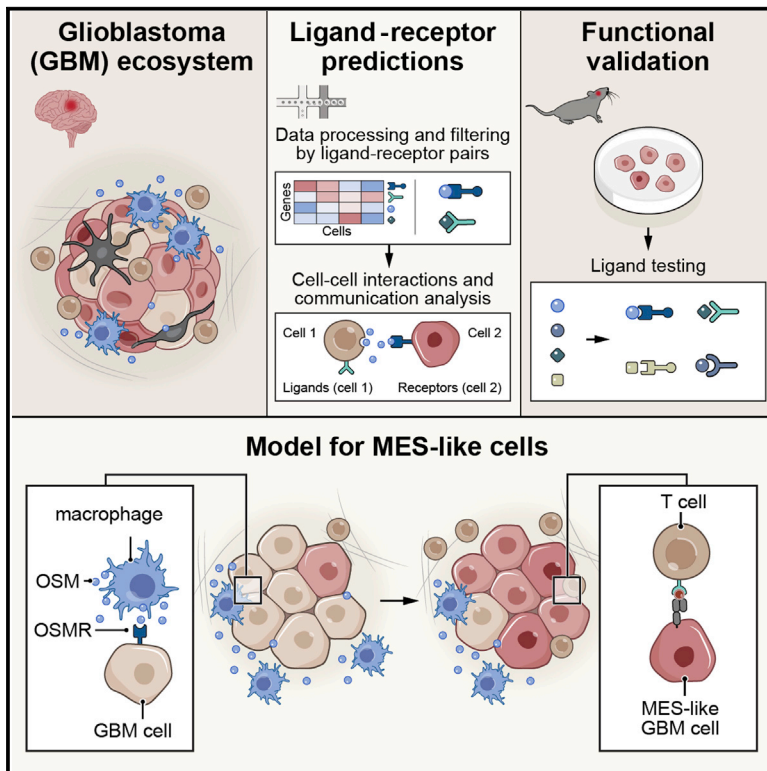 Glioblastoma
(GBM) ecosystem
Ligand-receptor
predictions
Data processing and filtering
by ligand-receptor pairs
Genes
Cells
Cell-cell interactions and
communication analysis
Cell 1
Cell 2
Ligands (cell 1)
Receptors (cell 2)
Functional
validation
Ligand testing
Model for MES-like cells
macrophage
OSM
OSMR
GBM cell
T cell
MES-like
GBM cell